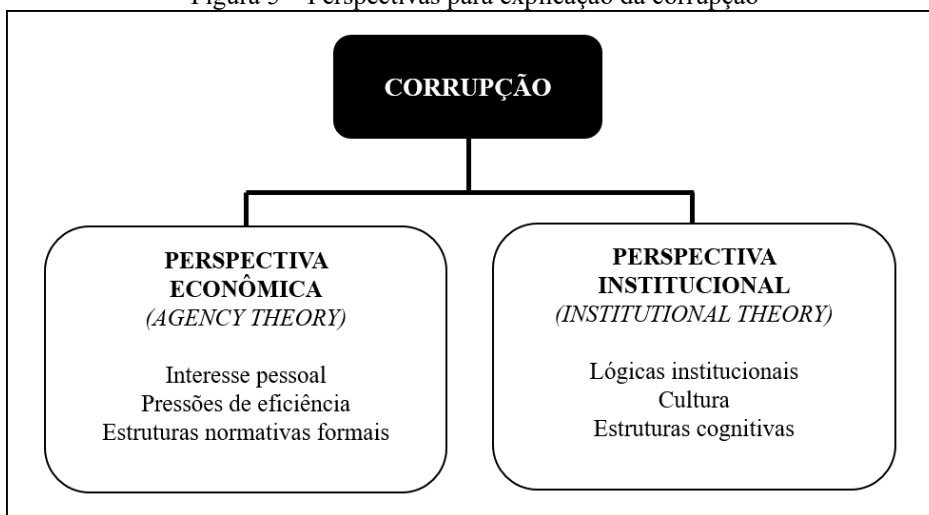 Figura 3 – Perspectivas para explicação da corrupção
CORRUPÇÃO
PERSPECTIVA
ECONÔMICA
(AGENCY THEORY)
Interesse pessoal
Pressões de eficiência
Estruturas normativas formais
PERSPECTIVA
INSTITUCIONAL
(INSTITUTIONAL THEORY)
Lógicas institucionais
Cultura
Estruturas cognitivas